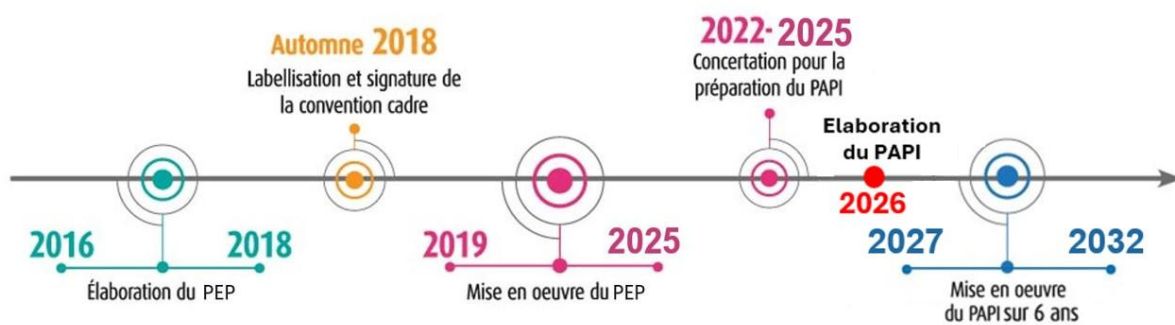 Automne 2018
Labellisation et signature de
la convention cadre
2022- 2025
Concertation pour la
préparation du PAPI
Elaboration
du PAPI
2026
2016 2018
Élaboration du PEP
2019 2025
Mise en oeuvre du PEP
2027 2032
Mise en oeuvre
du PAPI sur 6 ans